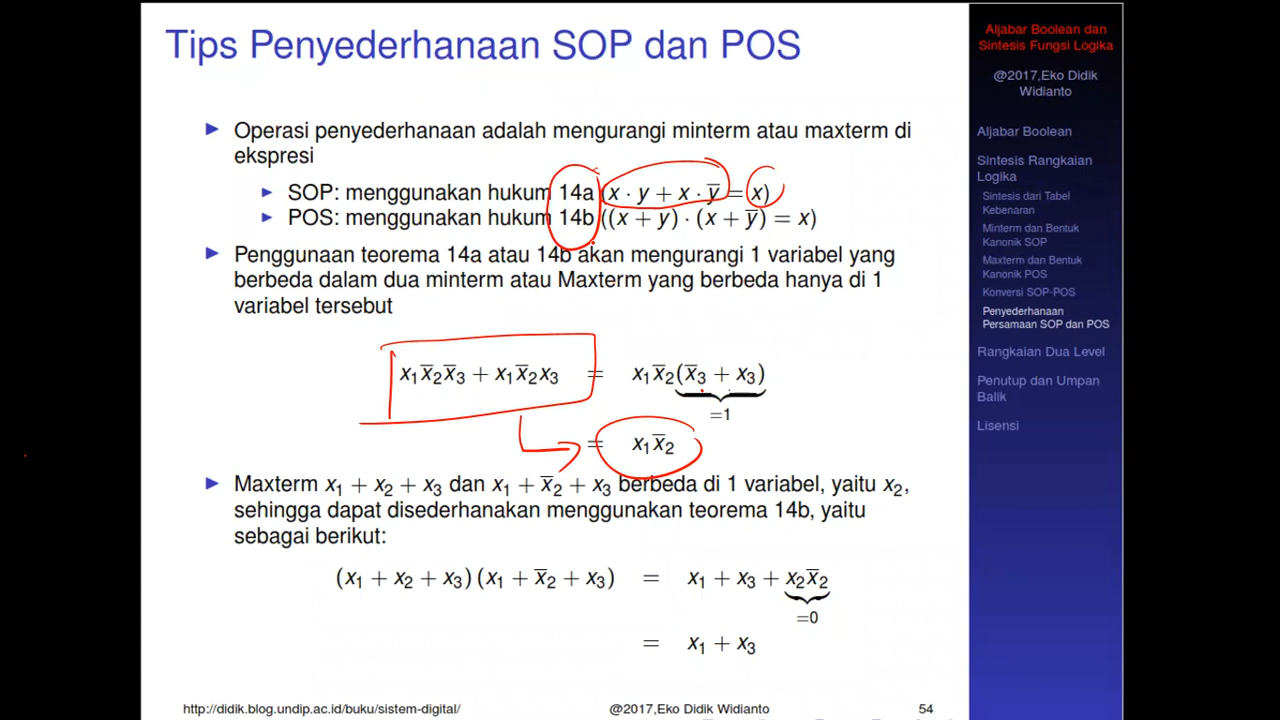 Tips Penyederhanaan SOP dan POS
▶ Operasi penyederhanaan adalah mengurangi minterm atau maxterm di
ekspresi
▶ SOP: menggunakan hukum 14a (x · y + x · y̅ = x)
▶ POS: menggunakan hukum 14b ((x + y) · (x + y̅) = x)
▶ Penggunaan teorema 14a atau 14b akan mengurangi 1 variabel yang
berbeda dalam dua minterm atau Maxterm yang berbeda hanya di 1
variabel tersebut
x₁x̅₂x̅₃ + x₁x̅₂x₃ = x₁x̅₂(x̅₃ + x₃)
=1
= x₁x̅₂
▶ Maxterm x₁ + x₂ + x₃ dan x₁ + x̅₂ + x₃ berbeda di 1 variabel, yaitu x₂,
sehingga dapat disederhanakan menggunakan teorema 14b, yaitu
sebagai berikut:
(x₁ + x₂ + x₃)(x₁ + x̅₂ + x₃) = x₁ + x₃ + x₂x̅₂
=0
= x₁ + x₃
http://didik.blog.undip.ac.id/buku/sistem-digital/ @2017,Eko Didik Widianto 54
Aljabar Boolean dan
Sintesis Fungsi Logika
@2017,Eko Didik
Widianto
Aljabar Boolean
Sintesis Rangkaian
Logika
Sintesis dari Tabel
Kebenaran
Minterm dan Bentuk
Kanonik SOP
Maxterm dan Bentuk
Kanonik POS
Konversi SOP-POS
Penyederhanaan
Persamaan SOP dan POS
Rangkaian Dua Level
Penutup dan Umpan
Balik
Lisensi